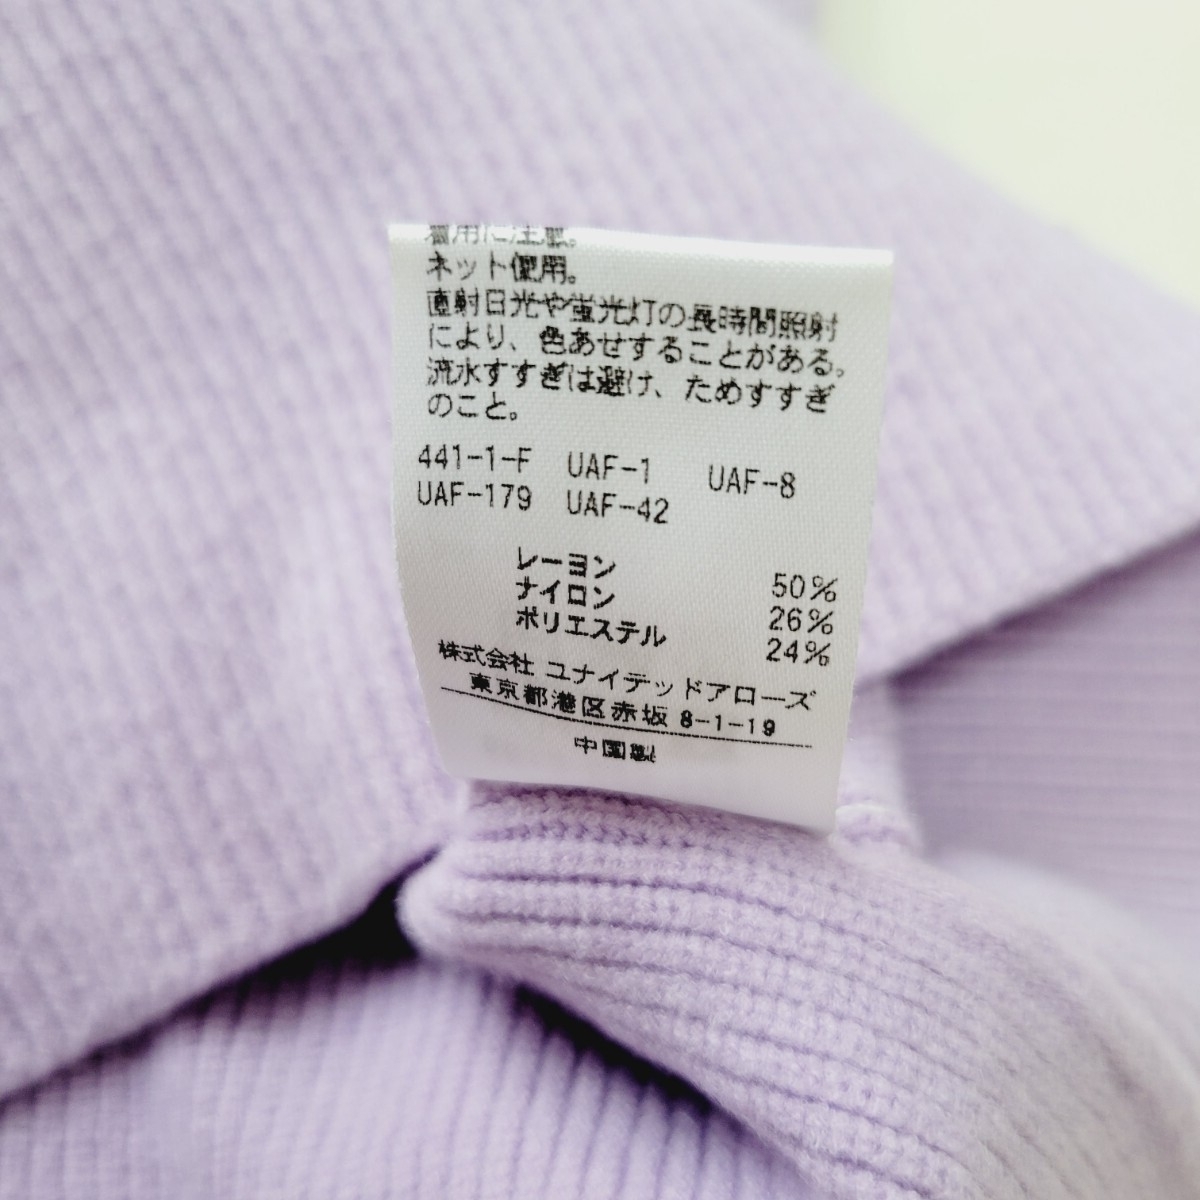 着用に注意。
ネット使用。
直射日光や蛍光灯の長時間照射
により、色あせすることがある。
流水すすぎは避け、ためすすぎ
のこと。
441-1-F UAF-1 UAF-8
UAF-179 UAF-42
レーヨン 50%
ナイロン 26%
ポリエステル 24%
株式会社 ユナイテッドアローズ
東京都港区赤坂 8-1-19
中国製